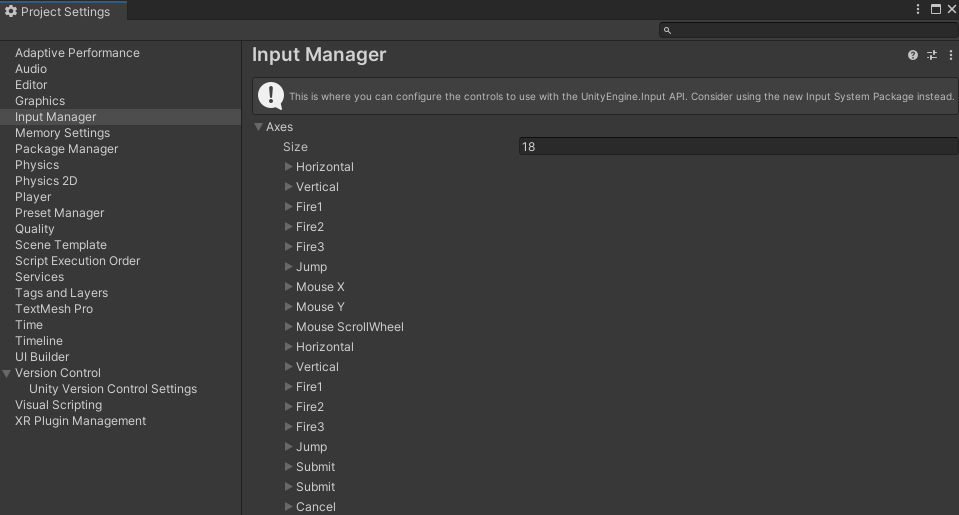 Project Settings
Adaptive Performance
Audio
Editor
Graphics
Input Manager
Memory Settings
Package Manager
Physics
Physics 2D
Player
Preset Manager
Quality
Scene Template
Script Execution Order
Services
Tags and Layers
TextMesh Pro
Time
Timeline
UI Builder
Version Control
Unity Version Control Settings
Visual Scripting
XR Plugin Management
Input Manager
This is where you can configure the controls to use with the UnityEngine.Input API. Consider using the new Input System Package instead.
Axes
Size 18
Horizontal
Vertical
Fire1
Fire2
Fire3
Jump
Mouse X
Mouse Y
Mouse ScrollWheel
Horizontal
Vertical
Fire1
Fire2
Fire3
Jump
Submit
Submit
Cancel